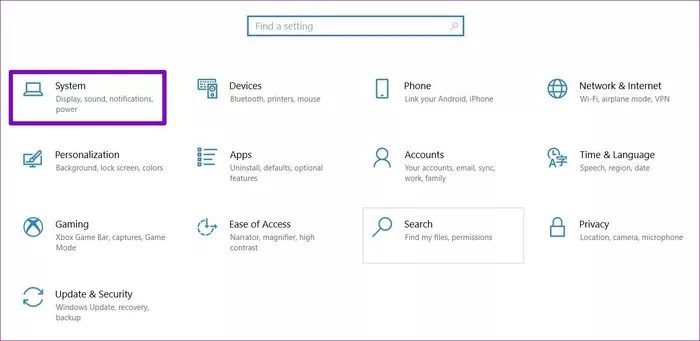 Find a setting
System
Display, sound, notifications,
power
Devices
Bluetooth, printers, mouse
Phone
Link your Android, iPhone
Network & Internet
Wi-Fi, airplane mode, VPN
Personalization
Background, lock screen, colors
Apps
Uninstall, defaults, optional
features
Accounts
Your accounts, email, sync,
work, family
Time & Language
Speech, region, date
Gaming
Xbox Game Bar, captures, Game
Mode
Ease of Access
Narrator, magnifier, high
contrast
Search
Find my files, permissions
Privacy
Location, camera, microphone
Update & Security
Windows Update, recovery,
backup